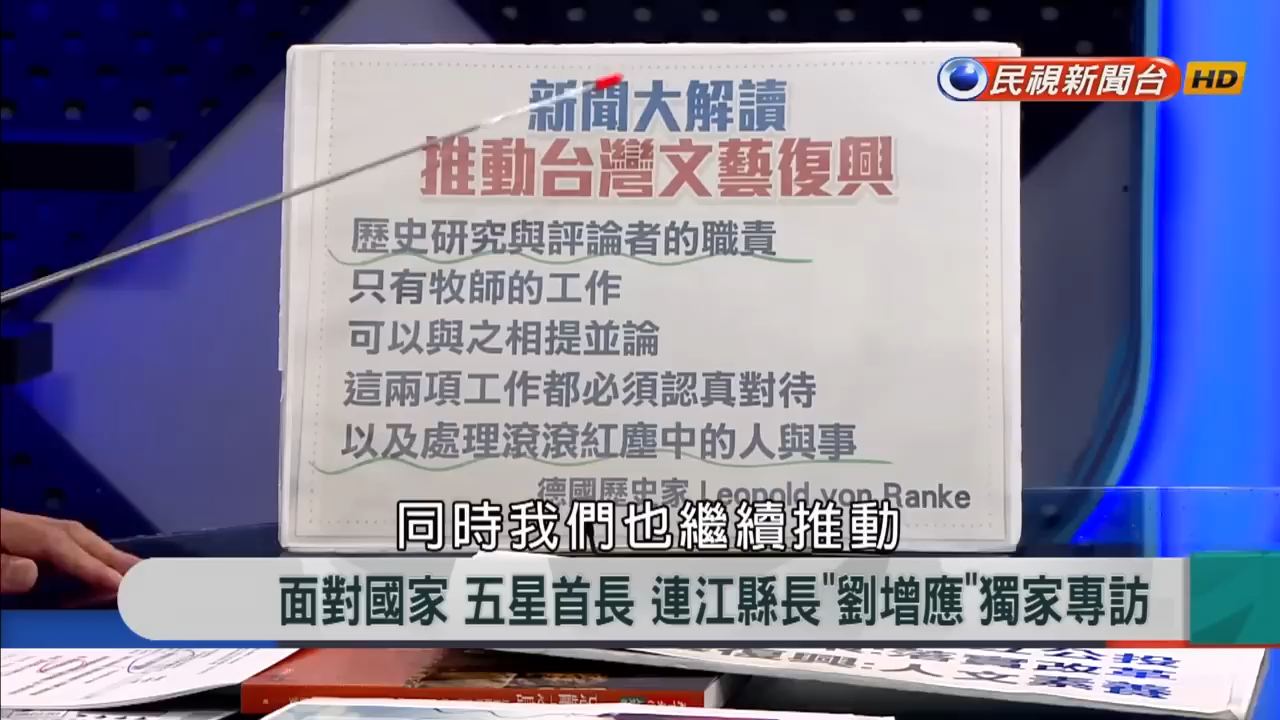 民視新聞台 HD
新聞大解讀
推動台灣文藝復興
歷史研究與評論者的職責
只有牧師的工作
可以與之相提並論
這兩項工作都必須認真對待
以及處理滾滾紅塵中的人與事
德國歷史家 Leopold von Ranke
同時我們也繼續推動
面對國家 五星首長 連江縣長"劉增應"獨家專訪